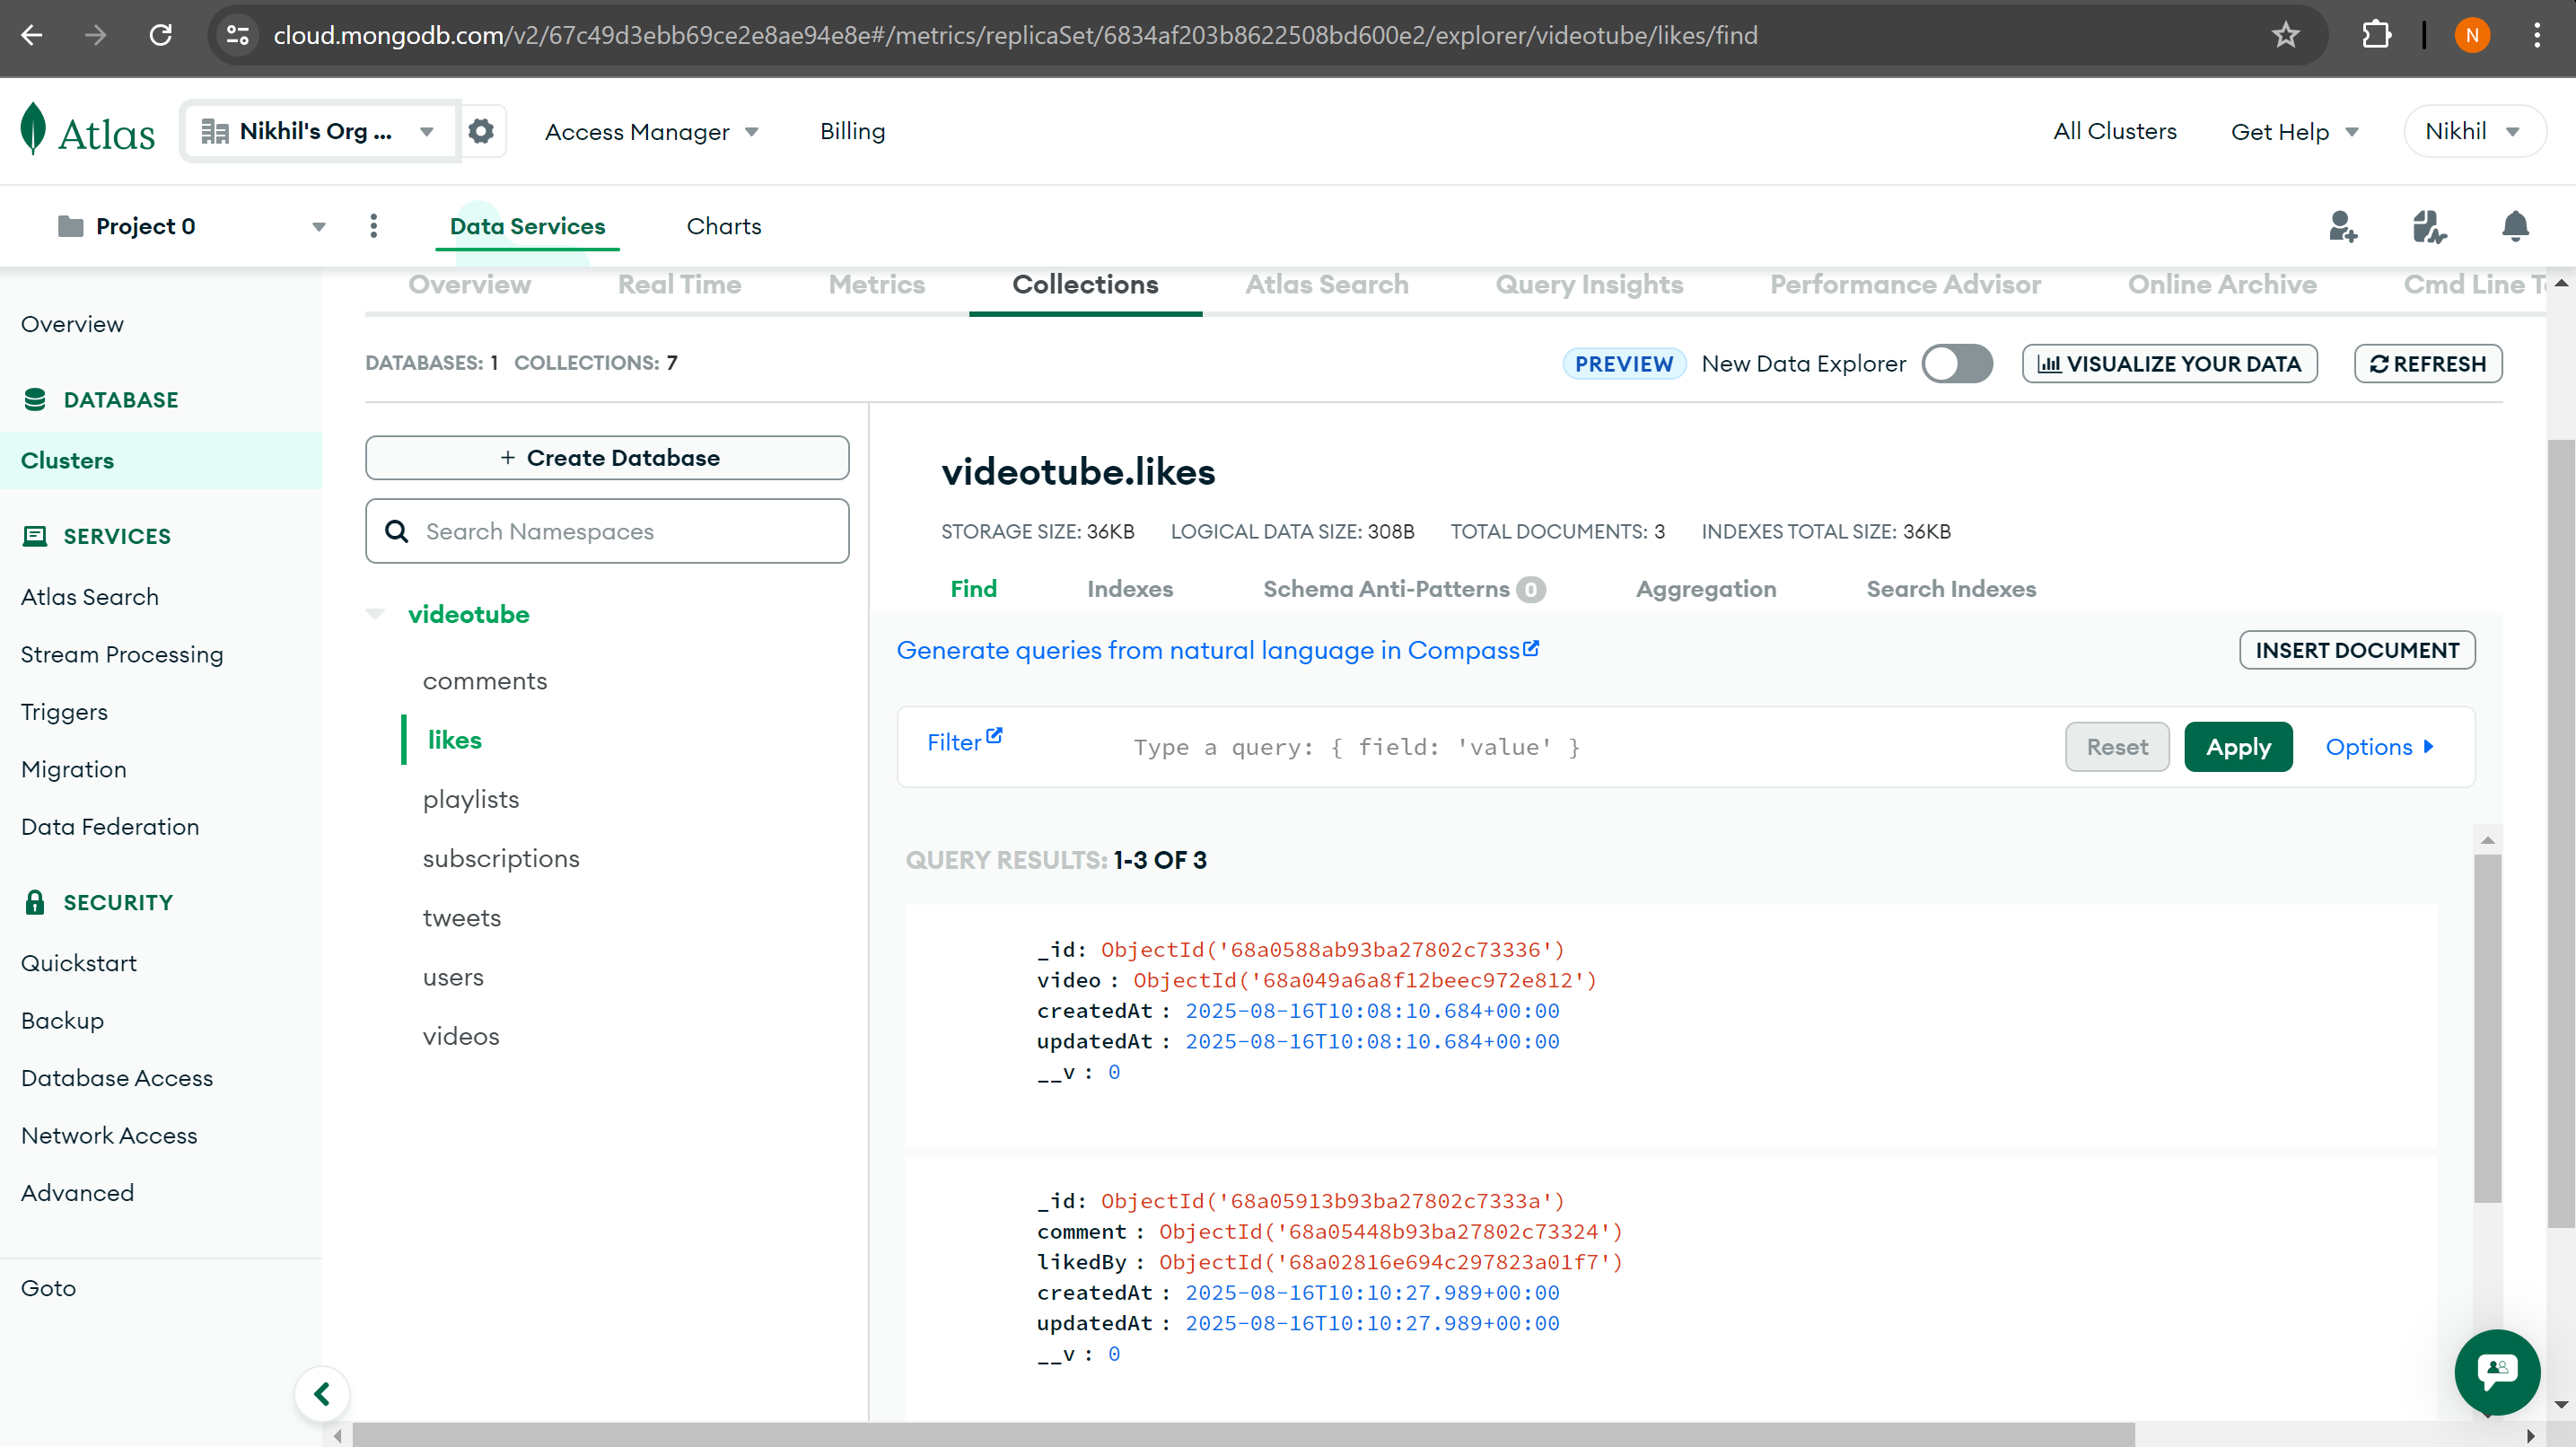 cloud.mongodb.com/v2/67c49d3ebb69ce2e8ae94e8e#/metrics/replicaSet/6834af203b8622508bd600e2/explorer/videotube/likes/find
N
Atlas
Nikhil's Org ...
Access Manager
Billing
All Clusters
Get Help
Nikhil
Project 0
Data Services
Charts
Overview
Real Time
Metrics
Collections
Atlas Search
Query Insights
Performance Advisor
Online Archive
Cmd Line
Overview
DATABASE
Clusters
SERVICES
Atlas Search
Stream Processing
Triggers
Migration
Data Federation
SECURITY
Quickstart
Backup
Database Access
Network Access
Advanced
Goto
DATABASES: 1 COLLECTIONS: 7
PREVIEW New Data Explorer
VISUALIZE YOUR DATA
REFRESH
+ Create Database
Search Namespaces
videotube
comments
likes
playlists
subscriptions
tweets
users
videos
videotube.likes
STORAGE SIZE: 36KB LOGICAL DATA SIZE: 308B TOTAL DOCUMENTS: 3 INDEXES TOTAL SIZE: 36KB
Find
Indexes
Schema Anti-Patterns 0
Aggregation
Search Indexes
Generate queries from natural language in Compass
INSERT DOCUMENT
Filter
Type a query: { field: 'value' }
Reset
Apply
Options
QUERY RESULTS: 1-3 OF 3
_id: ObjectId('68a0588ab93ba27802c73336')
video : ObjectId('68a049a6a8f12beec972e812')
createdAt : 2025-08-16T10:08:10.684+00:00
updatedAt : 2025-08-16T10:08:10.684+00:00
__v : 0
_id: ObjectId('68a05913b93ba27802c7333a')
comment : ObjectId('68a05448b93ba27802c73324')
likedBy : ObjectId('68a02816e694c297823a01f7')
createdAt : 2025-08-16T10:10:27.989+00:00
updatedAt : 2025-08-16T10:10:27.989+00:00
__v : 0